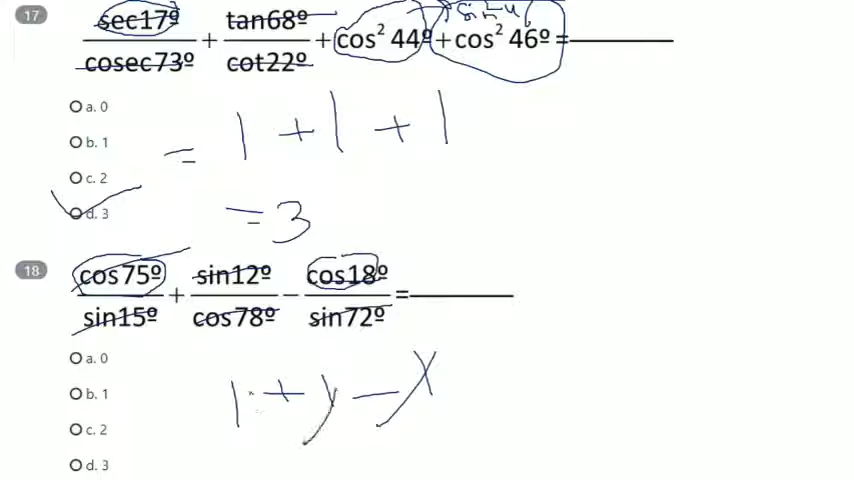 17
sec17º/cosec73º + tan68º/cot22º + cos² 44º + cos² 46º = ________
a. 0
b. 1
= 1 + 1 + 1
c. 2
d. 3
= 3
18
cos75º/sin15º + sin12º/cos78º − cos18º/sin72º = ________
a. 0
1 + 1 − 1
b. 1
c. 2
d. 3